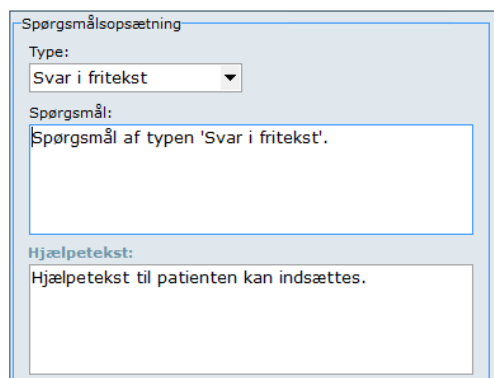 Spørgsmålsopsætning
Type:
Svar i fritekst
Spørgsmål:
Spørgsmål af typen 'Svar i fritekst'.
Hjælpetekst:
Hjælpetekst til patienten kan indsættes.